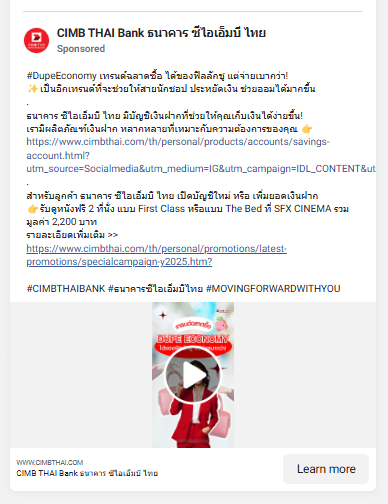 CIMB THAI Bank ธนาคาร ซีไอเอ็มบี ไทย
Sponsored
#DupeEconomy เทรนด์ฉลาดซื้อ ได้ของฟีลลักชู แต่จ่ายเบากว่า!
✨เป็นอีกเทรนด์ที่จะช่วยให้สายนักชอป ประหยัดเงิน ช่วยออมได้มากขึ้น
.
ธนาคาร ซีไอเอ็มบี ไทย มีบัญชีเงินฝากที่ช่วยให้คุณเก็บเงินได้ง่ายขึ้น!
เรามีผลิตภัณฑ์เงินฝาก หลากหลายที่เหมาะกับความต้องการของคุณ 👉
https://www.cimbthai.com/th/personal/products/accounts/savings-
account.html?
utm_source=Socialmedia&utm_medium=IG&utm_campaign=IDL_CONTENT&ut
.
สำหรับลูกค้า ธนาคาร ซีไอเอ็มบี ไทย เปิดบัญชีใหม่ หรือ เพิ่มยอดเงินฝาก
👉รับดูหนังฟรี 2 ที่นั่ง แบบ First Class หรือแบบ The Bed ที่ SFX CINEMA รวม
มูลค่า 2,200 บาท
รายละเอียดเพิ่มเติม >>
https://www.cimbthai.com/th/personal/promotions/latest-
promotions/specialcampaign-y2025.htm?
#CIMBTHAIBANK #ธนาคารซีไอเอ็มบีไทย #MOVINGFORWARDWITHYOU
เทรนด์ฉลาดซื้อ
DUPE ECONOMY
WWW.CIMBTHAI.COM
CIMB THAI Bank ธนาคาร ซีไอเอ็มบี ไทย
Learn more